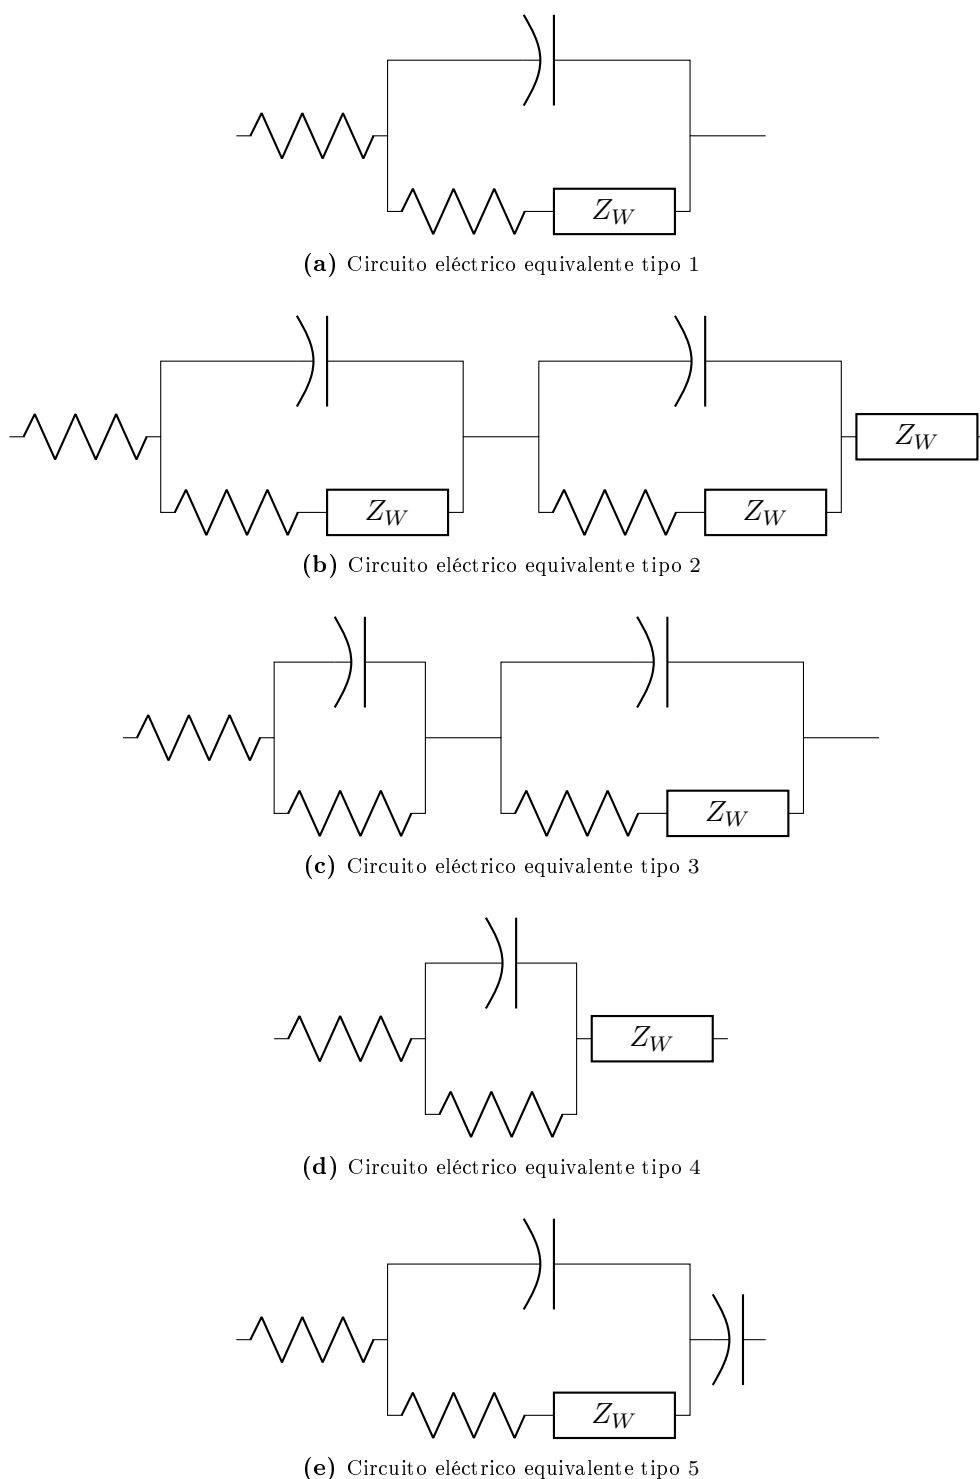 Z_W
(a) Circuito eléctrico equivalente tipo 1
Z_W
Z_W Z_W
(b) Circuito eléctrico equivalente tipo 2
Z_W
(c) Circuito eléctrico equivalente tipo 3
Z_W
(d) Circuito eléctrico equivalente tipo 4
Z_W
(e) Circuito eléctrico equivalente tipo 5